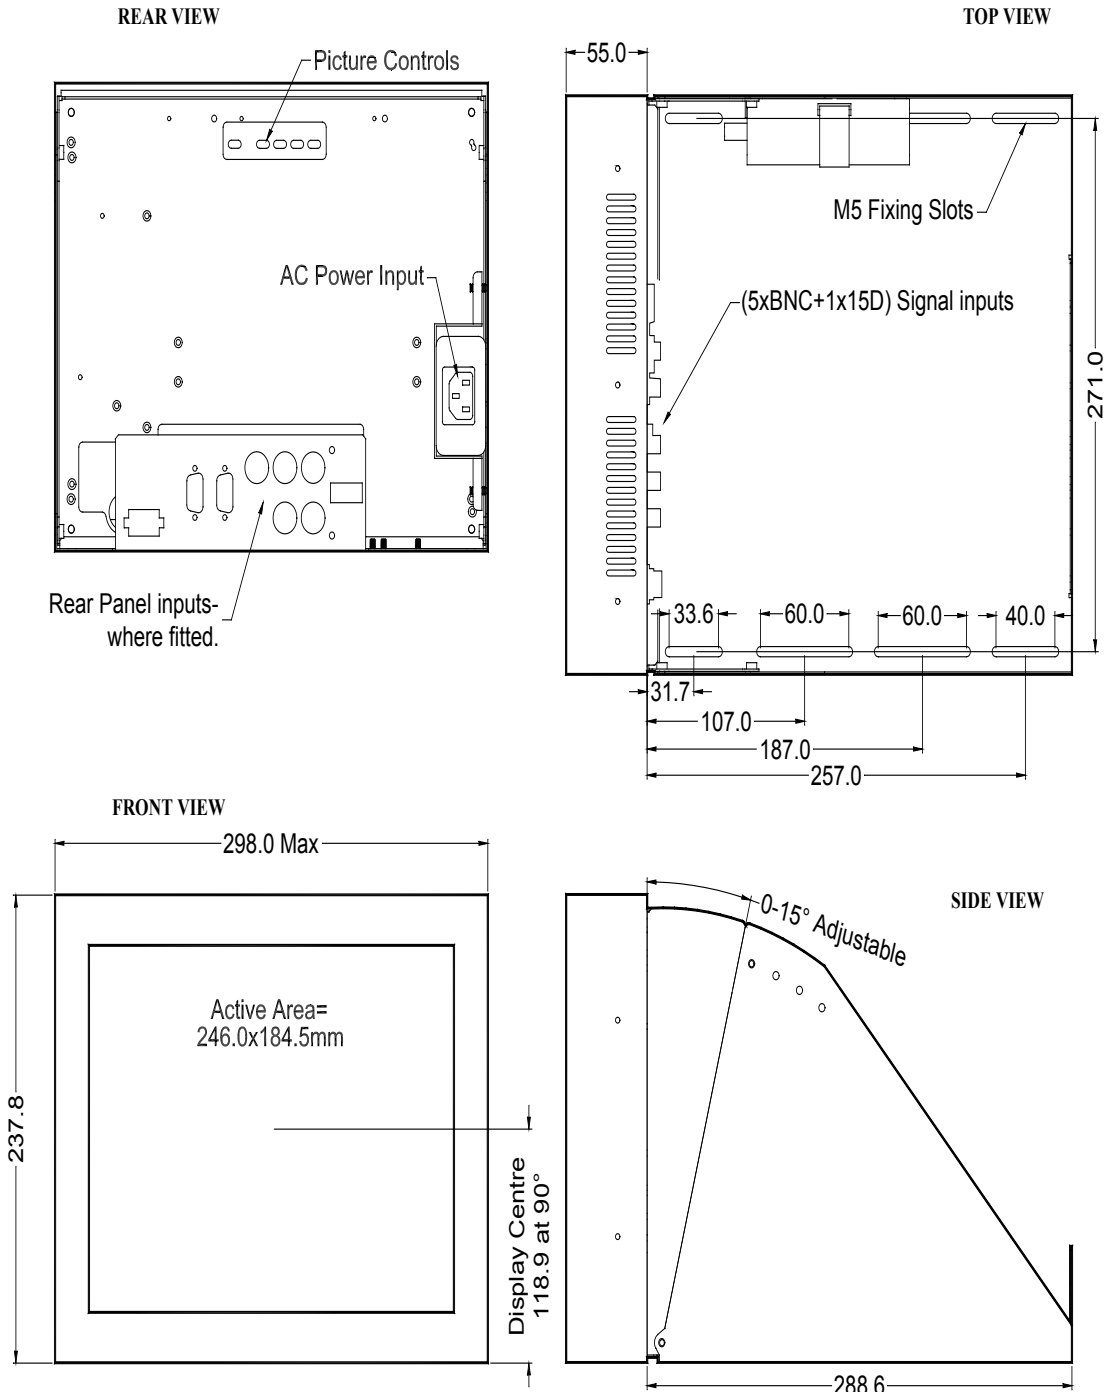 REAR VIEW
Picture Controls
AC Power Input
Rear Panel inputs-
where fitted.
TOP VIEW
55.0
M5 Fixing Slots
(5xBNC+1x15D) Signal inputs
271.0
33.6
60.0
60.0
40.0
31.7
107.0
187.0
257.0
FRONT VIEW
298.0 Max
Active Area=
246.0x184.5mm
237.8
Display Centre
118.9 at 90°
SIDE VIEW
0-15° Adjustable
288.6